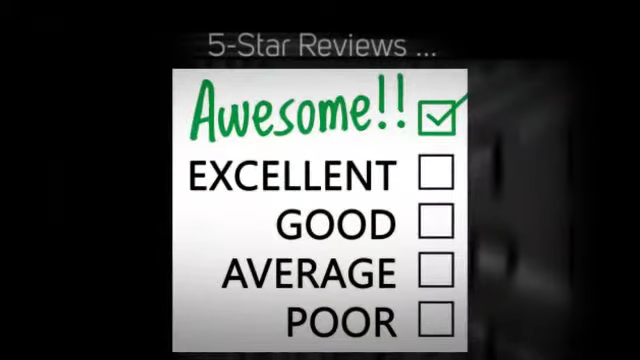 5-Star Reviews ...
Awesome!!
EXCELLENT
GOOD
AVERAGE
POOR